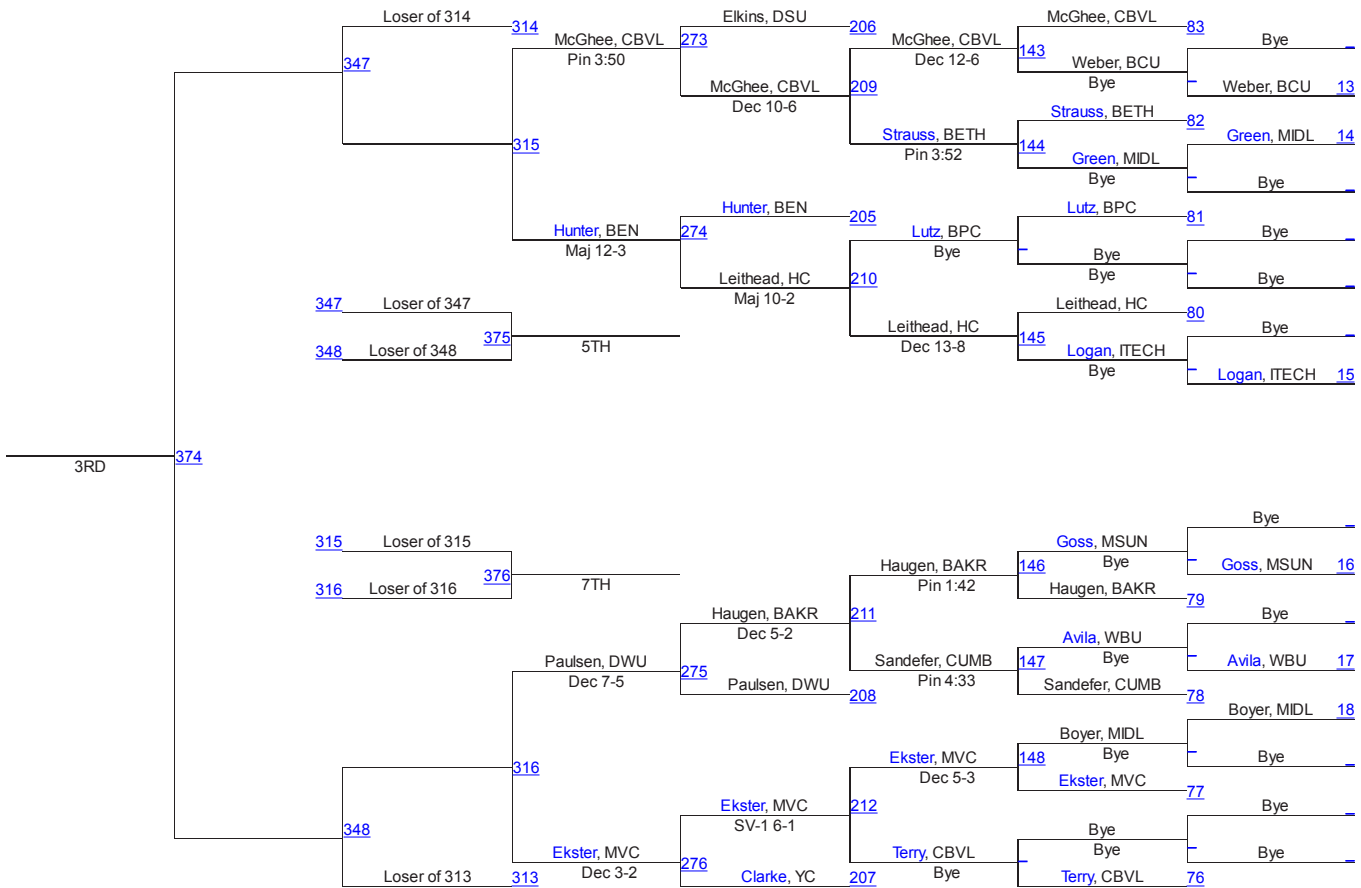 Loser of 314 314 Elkins, DSU 206 McGhee, CBVL 83
McGhee, CBVL 273 McGhee, CBVL Bye _
Pin 3:50 Dec 12-6 143
347 Weber, BCU
McGhee, CBVL 209 Bye _ Weber, BCU 13
Dec 10-6
Strauss, BETH 82
Strauss, BETH Green, MIDL 14
315 Pin 3:52 144 Green, MIDL
Bye _ Bye _
Hunter, BEN 205 Lutz, BPC 81
Hunter, BEN 274 Lutz, BPC Bye _
Maj 12-3 Bye _ Bye
Leithead, HC 210 Bye _ Bye _
Maj 10-2
347 Loser of 347 Leithead, HC 80
375 5TH Leithead, HC Bye _
Dec 13-8 145
348 Loser of 348 Logan, ITECH
Bye _ Logan, ITECH 15
3RD 374
Bye _
315 Loser of 315 Goss, MSUN
Haugen, BAKR 146 Bye _ Goss, MSUN 16
376 7TH Pin 1:42
316 Loser of 316 Haugen, BAKR 79
Haugen, BAKR 211 Bye _
Dec 5-2
Avila, WBU
Paulsen, DWU 275 Sandefer, CUMB 147 Bye _ Avila, WBU 17
Dec 7-5 Pin 4:33
Paulsen, DWU 208 Sandefer, CUMB 78
Boyer, MIDL 18
Boyer, MIDL
316 Ekster, MVC 148 Bye _ Bye _
Dec 5-3
Ekster, MVC 77
Ekster, MVC 212 Bye _
SV-1 6-1
348 Bye
Ekster, MVC 276 Terry, CBVL _ Bye _ Bye _
Dec 3-2 Bye
Loser of 313 313 Clarke, YC 207 Terry, CBVL 76